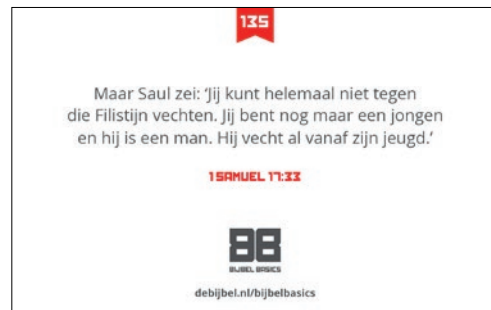 135
Maar Saul zei: ‘Jij kunt helemaal niet tegen
die Filistijn vechten. Jij bent nog maar een jongen
en hij is een man. Hij vecht al vanaf zijn jeugd.’
1 SAMUEL 17:33
BB
BIJBEL BASICS
debijbel.nl/bijbelbasics